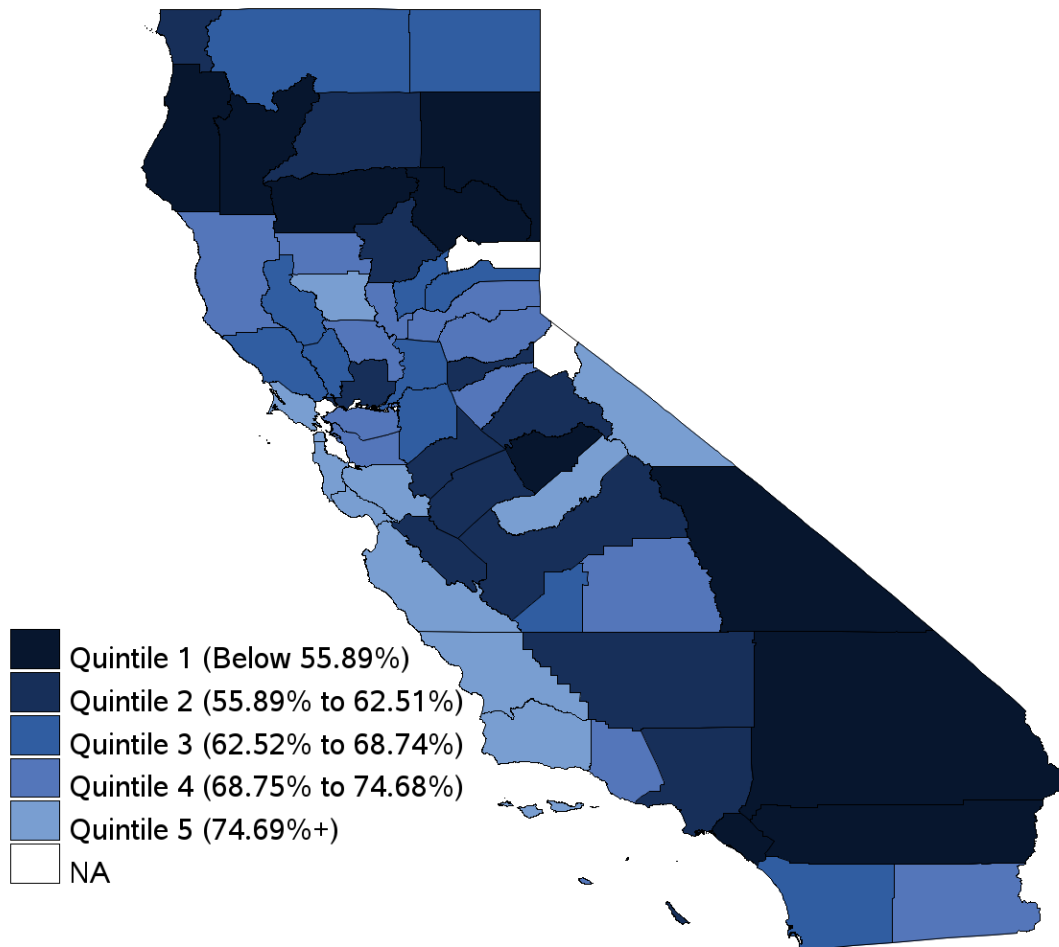 Quintile 1 (Below 55.89%)
Quintile 2 (55.89% to 62.51%)
Quintile 3 (62.52% to 68.74%)
Quintile 4 (68.75% to 74.68%)
Quintile 5 (74.69%+)
NA